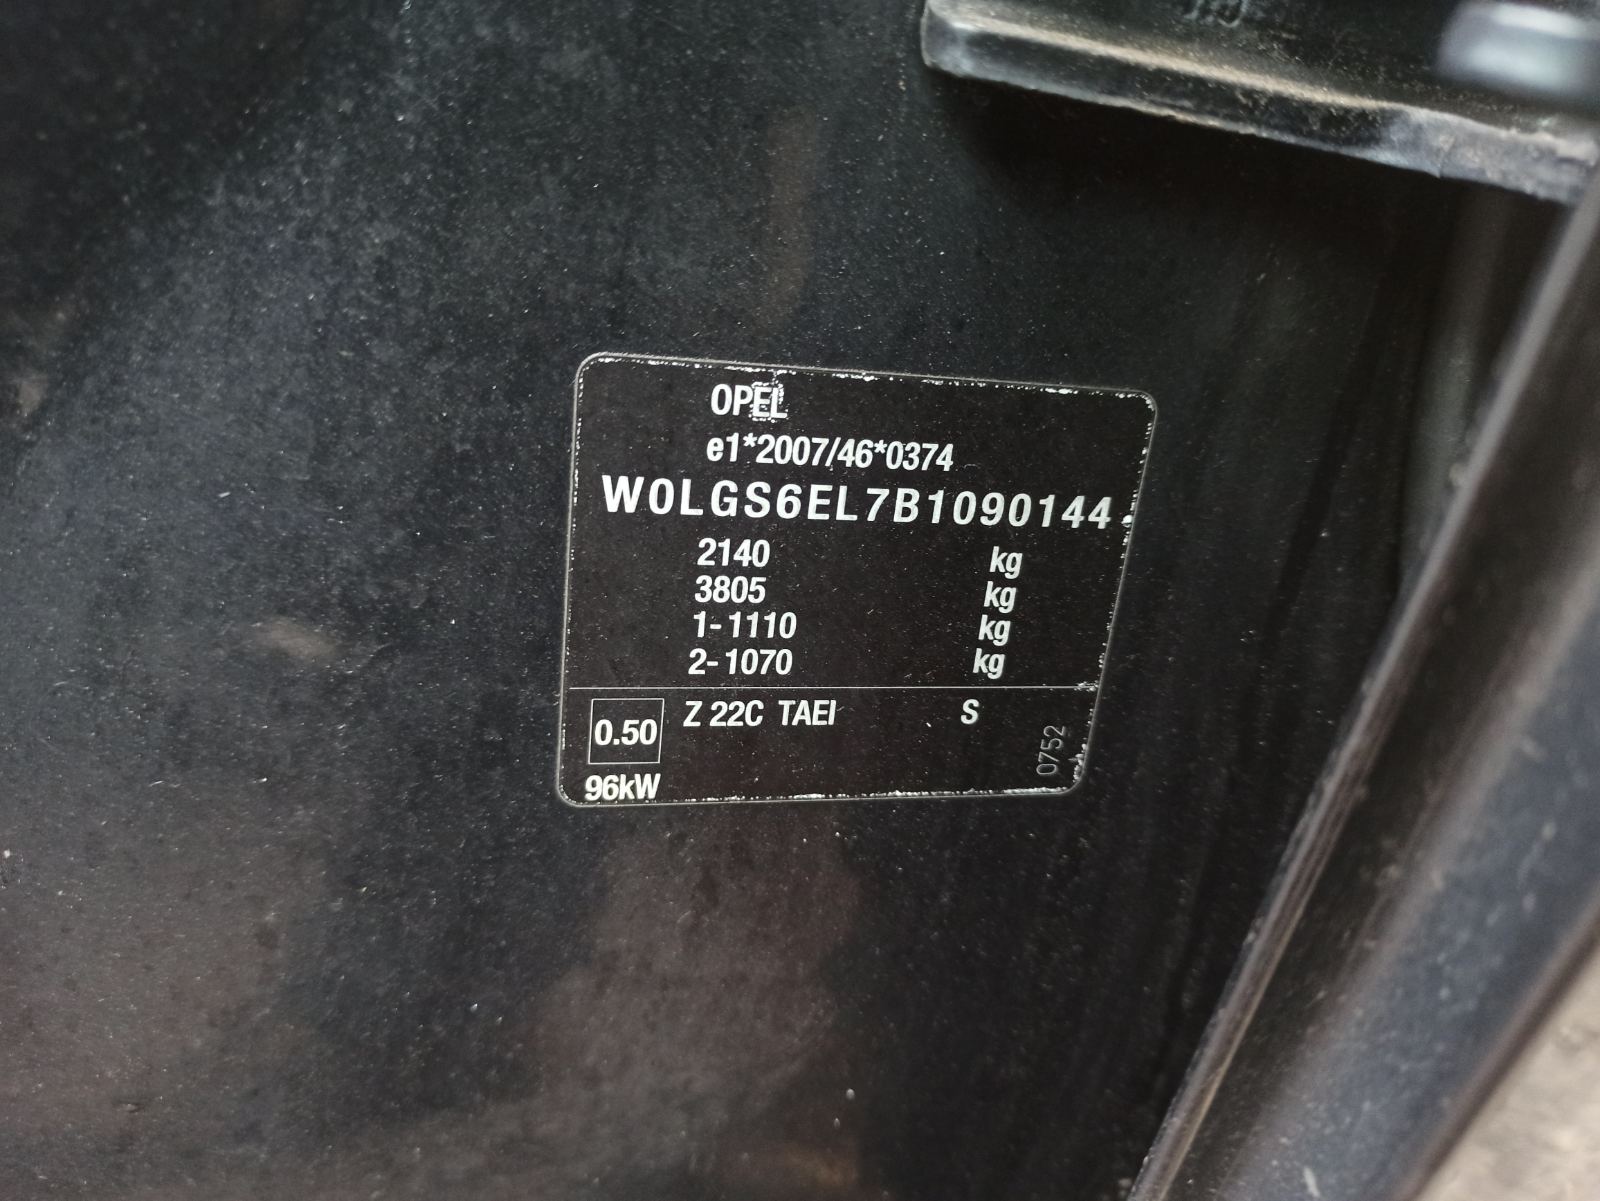 OPEL
e1*2007/46*0374
W0LGS6EL7B1090144
2140 kg
3805 kg
1-1110 kg
2-1070 kg
0.50 Z 22C TAEI S
96kW
0752